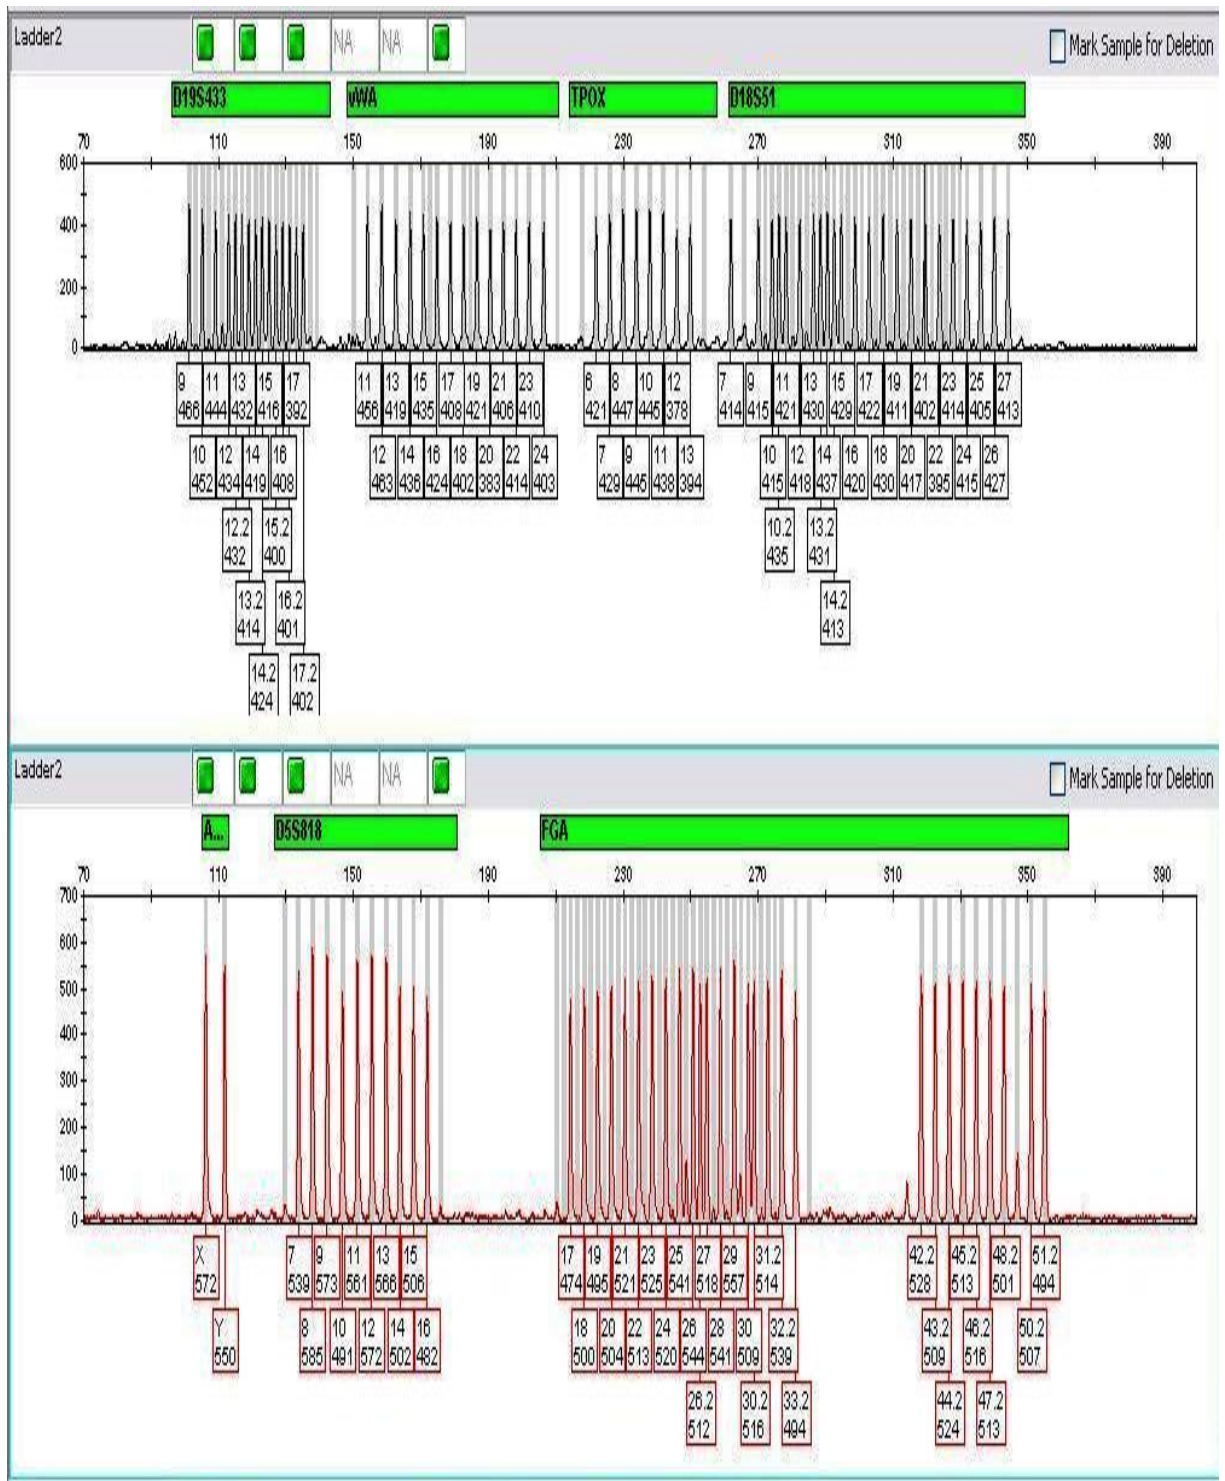 Ladder2 NA NA Mark Sample for Deletion
D19S433 vWA TPOX D18S51
70 110 150 190 230 270 310 350 390
600
400
200
0
9 11 13 15 17 11 13 15 17 19 21 23 6 8 10 12 7 9 11 13 15 17 19 21 23 25 27
466 444 432 416 392 456 419 435 408 421 406 410 421 447 445 378 414 415 421 430 429 422 411 402 414 405 413
10 12 14 16 12 14 16 18 20 22 24 7 9 11 13 10 12 14 16 18 20 22 24 26
452 434 419 408 463 436 424 402 383 414 403 429 445 438 394 415 418 437 420 430 417 395 415 427
12.2 15.2 10.2 13.2
432 400 435 431
13.2 16.2 14.2
414 401 413
14.2 17.2
424 402
Ladder2 NA NA Mark Sample for Deletion
A... D5S818 FGA
70 110 150 190 230 270 310 350 390
700
600
500
400
300
200
100
0
X 7 9 11 13 15 17 19 21 23 25 27 29 31.2 42.2 45.2 48.2 51.2
572 539 573 561 566 506 474 495 521 525 541 518 557 514 528 513 501 494
Y 8 10 12 14 16 18 20 22 24 26 28 30 32.2 43.2 46.2 50.2
550 585 491 572 502 482 500 504 513 520 544 541 509 539 509 516 507
26.2 30.2 33.2 44.2 47.2
512 516 494 524 513